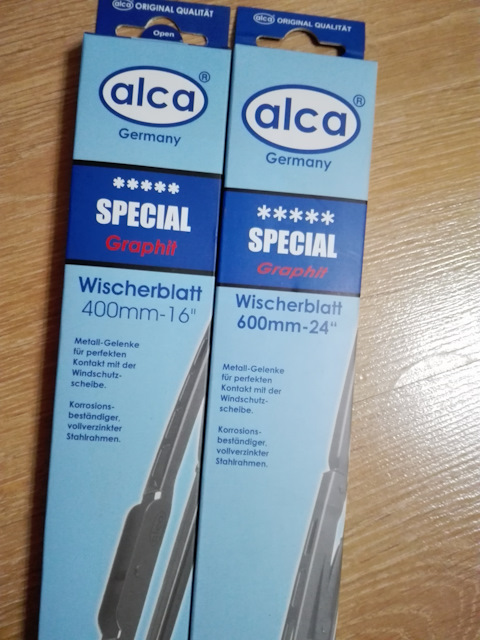 alca ORIGINAL QUALITÄT
Open
alca®
Germany
*****
SPECIAL
Graphit
Wischerblatt
400mm-16"
Metall-Gelenke
für perfekten
Kontakt mit der
Windschutz-
scheibe.
Korrosions-
beständiger,
vollverzinkter
Stahlrahmen.
alca ORIGINAL QUALITÄT
alca®
Germany
*****
SPECIAL
Graphit
Wischerblatt
600mm-24“
Metall-Gelenke
für perfekten
Kontakt mit der
Windschutz-
scheibe.
Korrosions-
beständiger,
vollverzinkter
Stahlrahmen.